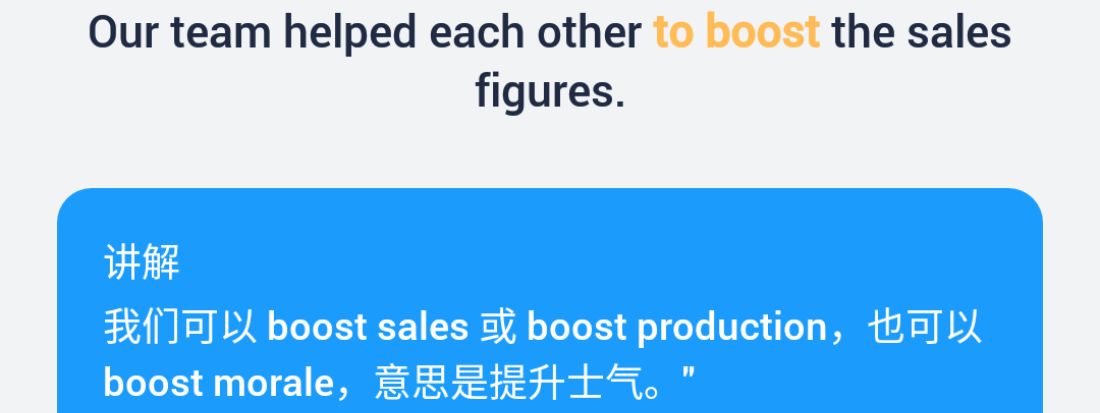 Our team helped each other to boost the sales
figures.
讲解
我们可以 boost sales 或 boost production，也可以
boost morale，意思是提升士气。"